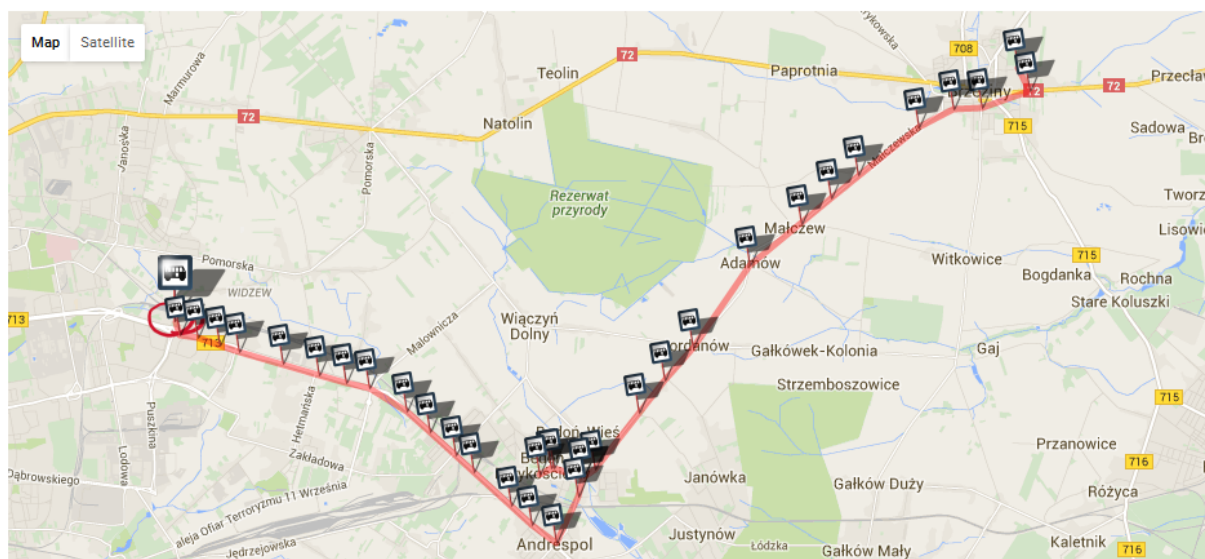 Map Satellite
Marmurowa
Janosika
72
Pomorska
Natolin
Teolin
72
Paprotnia
708
Brzeziny
72
72
Przecław
715
Sadowa
Rezerwat
przyrody
Małczewska
Małczew
Adamów
Witkowice
Bogdanka
Rochna
Stare Koluszki
715
Lisowic
Tworz
Pomorska
WIDZEW
713
713
Malownicza
Wiączyń
Dolny
Gałkówek-Kolonia
Gaj
Strzemboszowice
715
Puszkina
Hetmańska
Lodowa
Zakładowa
Dąbrowskiego
Janówka
Gałków Duży
Przanowice
716
Różyca
aleja Ofiar Terroryzmu 11 Września
Jędrzejowska
Andrespol
Justynów
Łódzka
Gałków Mały
Kaletnik
716